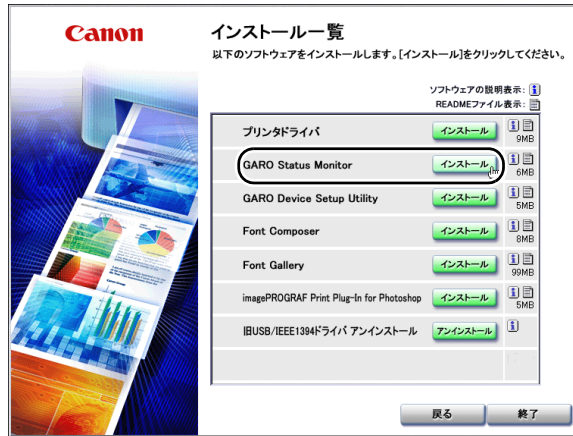 Canon
インストール一覧
以下のソフトウェアをインストールします。[インストール]をクリックしてください。
ソフトウェアの説明表示:
READMEファイル表示:
プリンタドライバ インストール 9MB
GARO Status Monitor インストール 6MB
GARO Device Setup Utility インストール 5MB
Font Composer インストール 8MB
Font Gallery インストール 99MB
imagePROGRAF Print Plug-In for Photoshop インストール 5MB
旧USB/IEEE1394ドライバ アンインストール アンインストール
戻る 終了